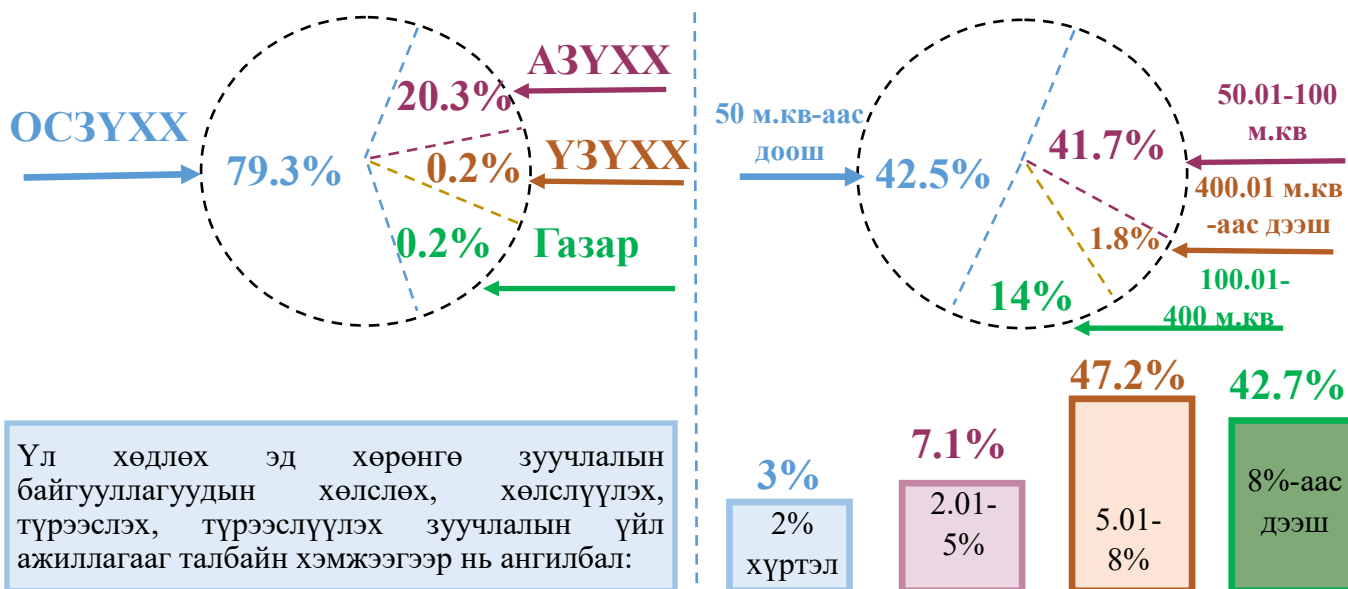 ОСЗҮХХ
79.3%
20.3%
АЗҮХХ
0.2%
ҮЗҮХХ
0.2%
Газар
Үл хөдлөх эд хөрөнгө зуучлалын
байгууллагуудын хөлслөх, хөлслүүлэх,
түрээслэх, түрээслүүлэх зуучлалын үйл
ажиллагааг талбайн хэмжээгээр нь ангилбал:
50 м.кв-аас
доош
42.5%
41.7%
50.01-100
м.кв
1.8%
400.01 м.кв
-аас дээш
14%
100.01-
400 м.кв
3%
2%
хүртэл
7.1%
2.01-
5%
47.2%
5.01-
8%
42.7%
8%-аас
дээш